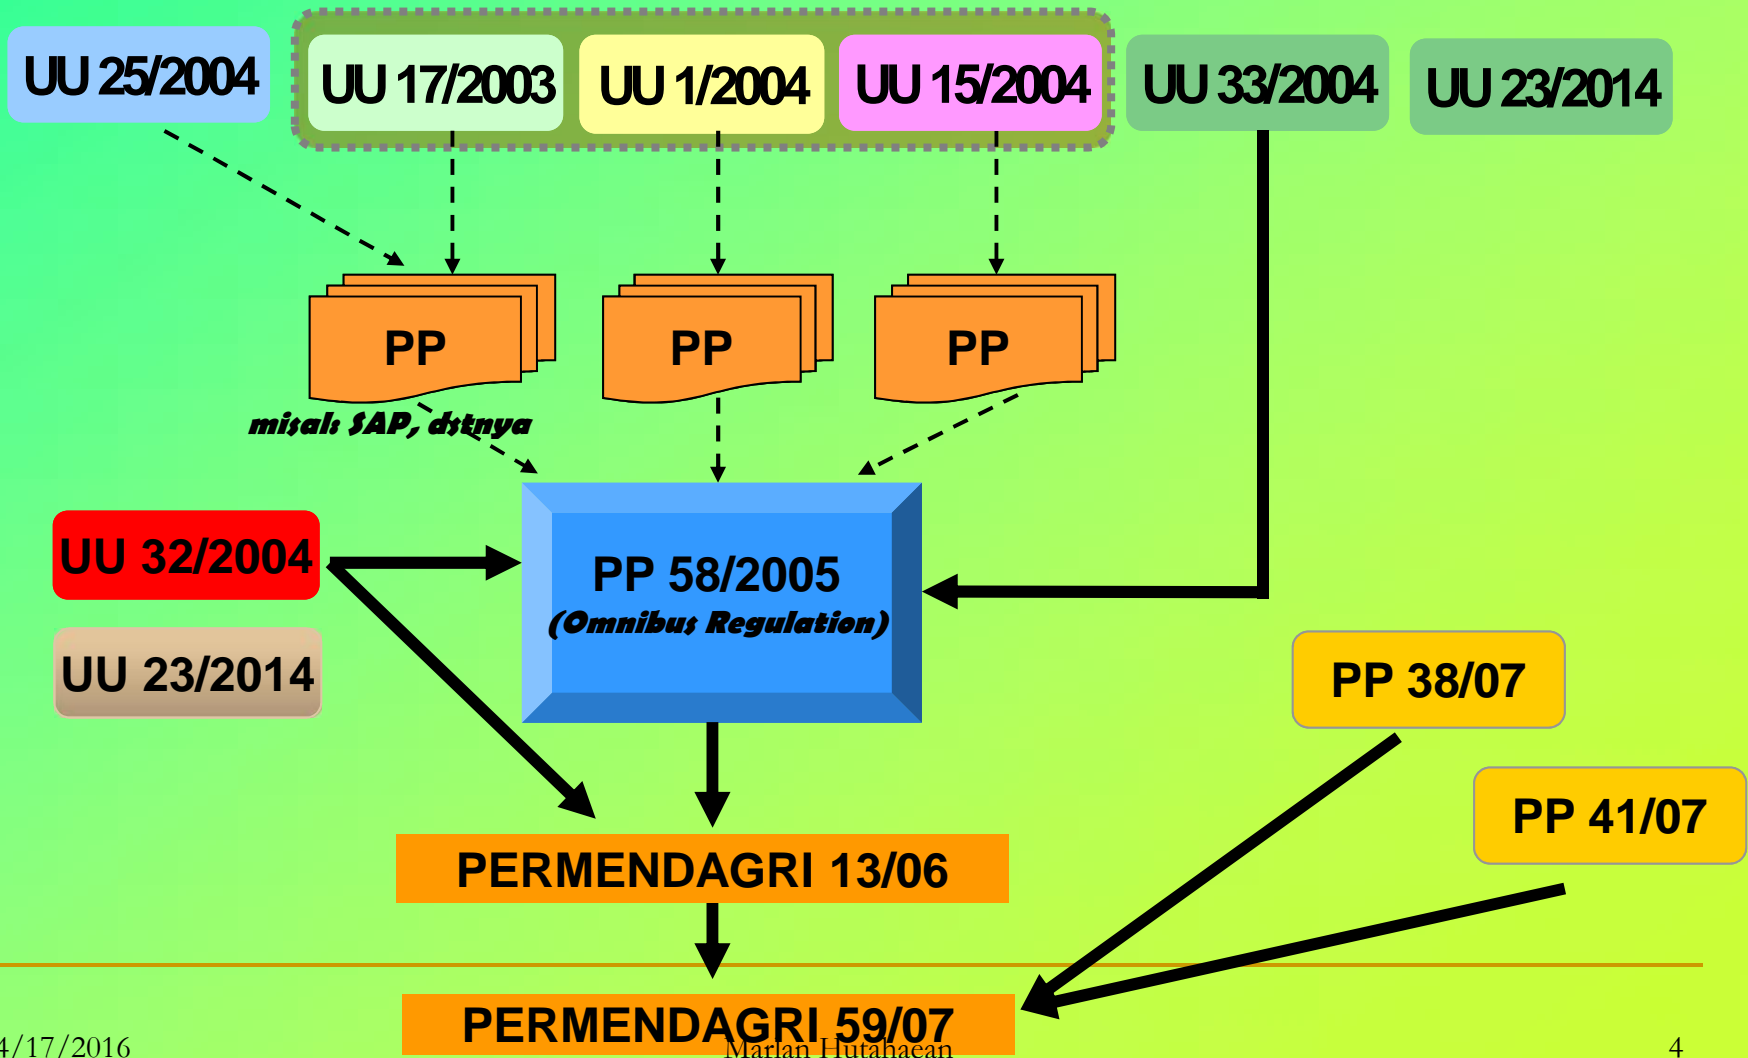 UU 25/2004
UU 17/2003
UU 1/2004
UU 15/2004
UU 33/2004
UU 23/2014
PP
PP
PP
misal: SAP, dstnya
UU 32/2004
PP 58/2005
(Omnibus Regulation)
UU 23/2014
PP 38/07
PP 41/07
PERMENDAGRI 13/06
PERMENDAGRI 59/07
4/17/2016
Marlan Hutahaean
4